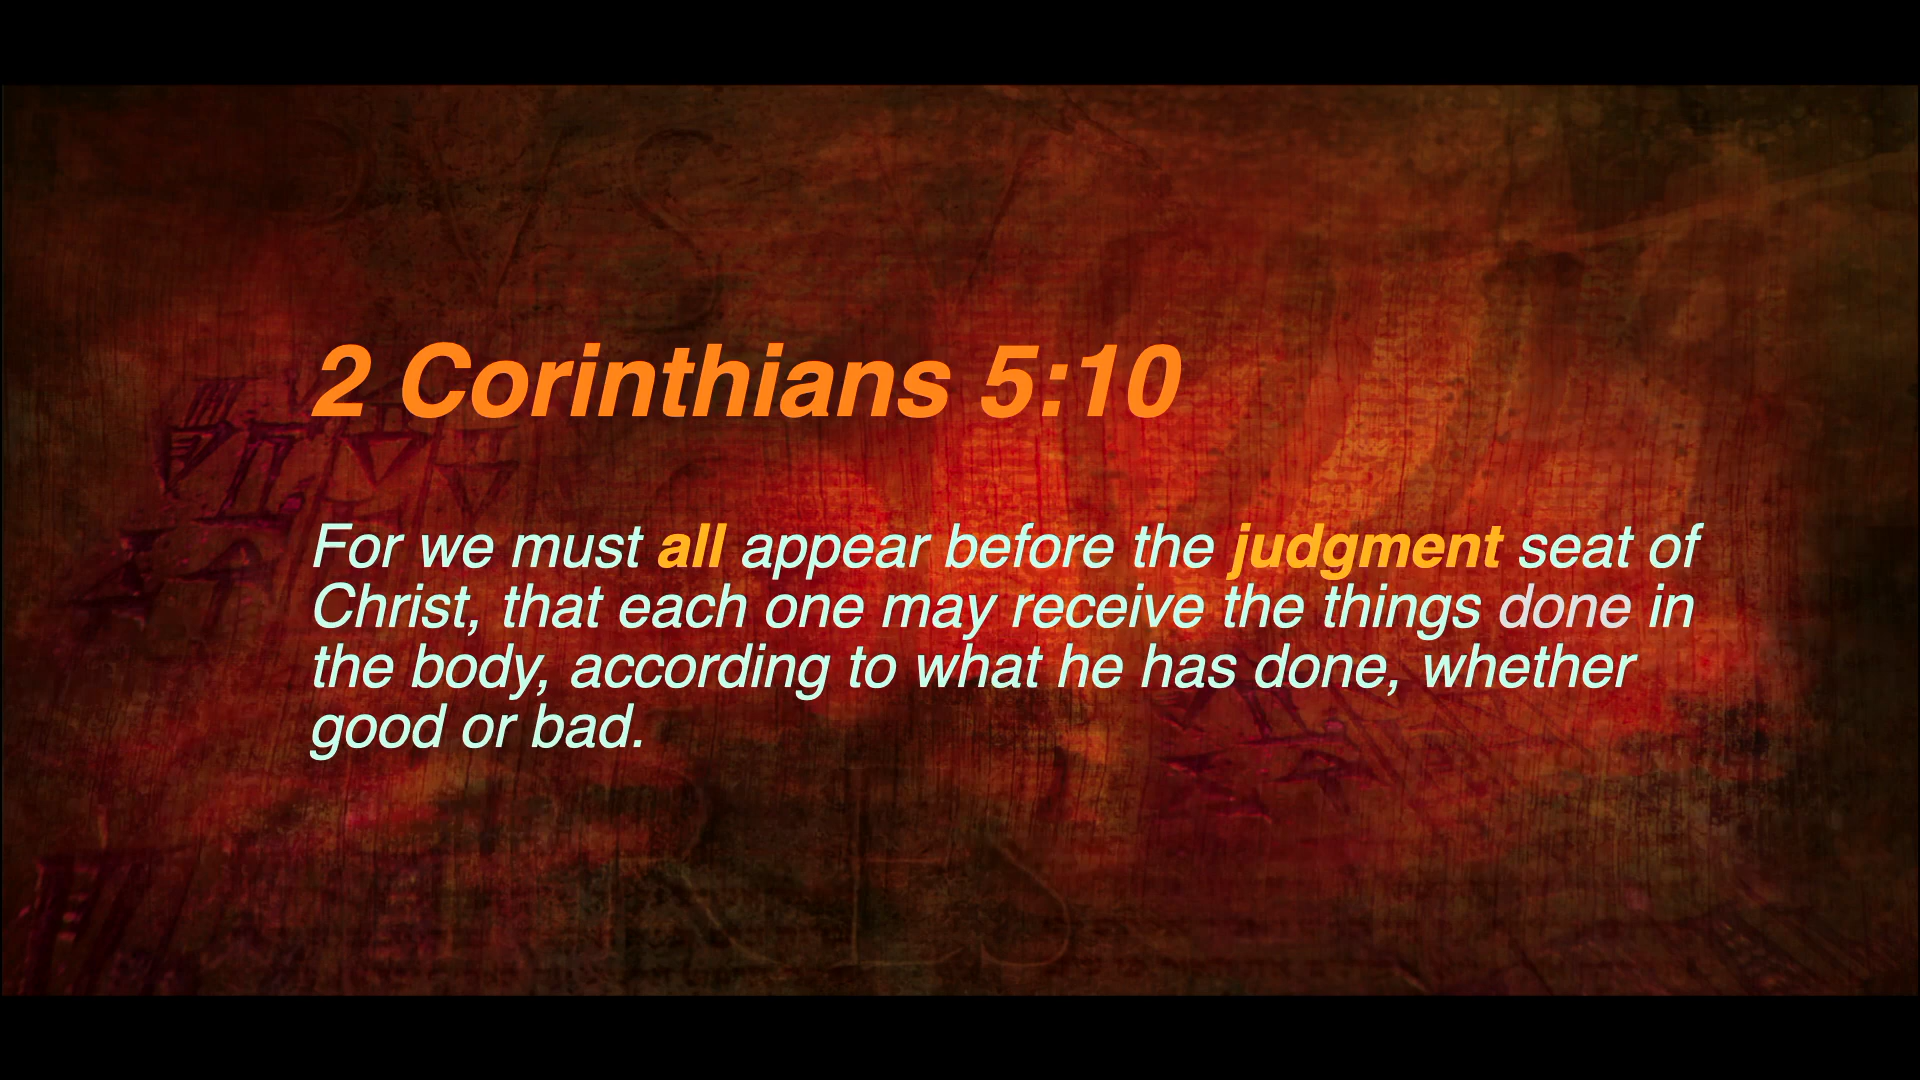 2 Corinthians 5:10
For we must all appear before the judgment seat of
Christ, that each one may receive the things done in
the body, according to what he has done, whether
good or bad.